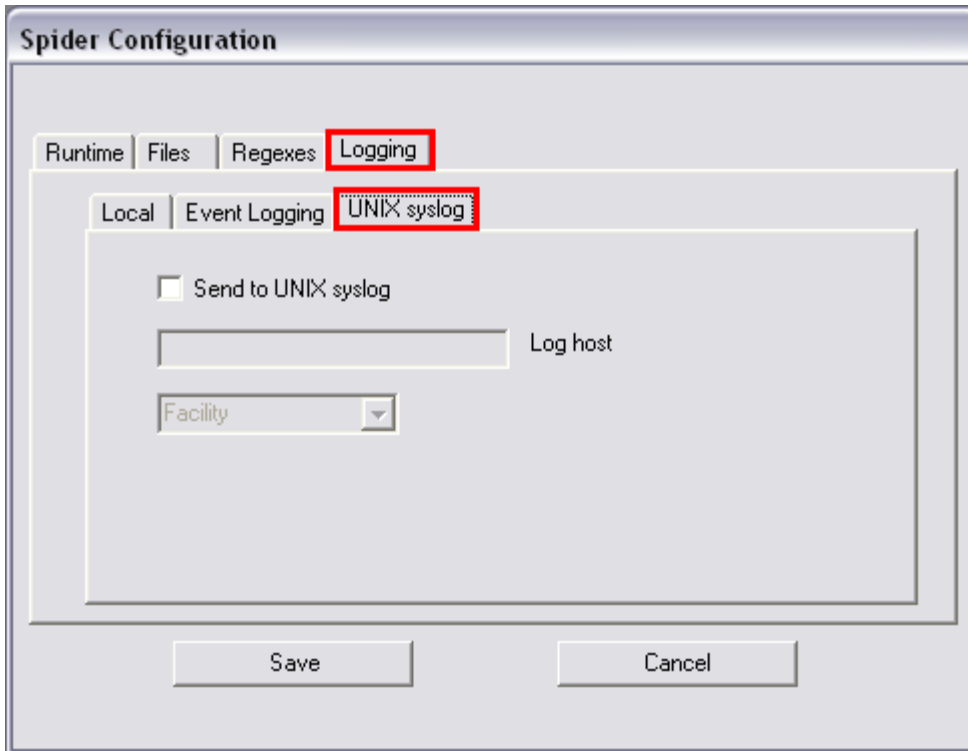 Spider Configuration
Runtime Files Regexes Logging
Local Event Logging UNIX syslog
Send to UNIX syslog
Log host
Facility
Save Cancel